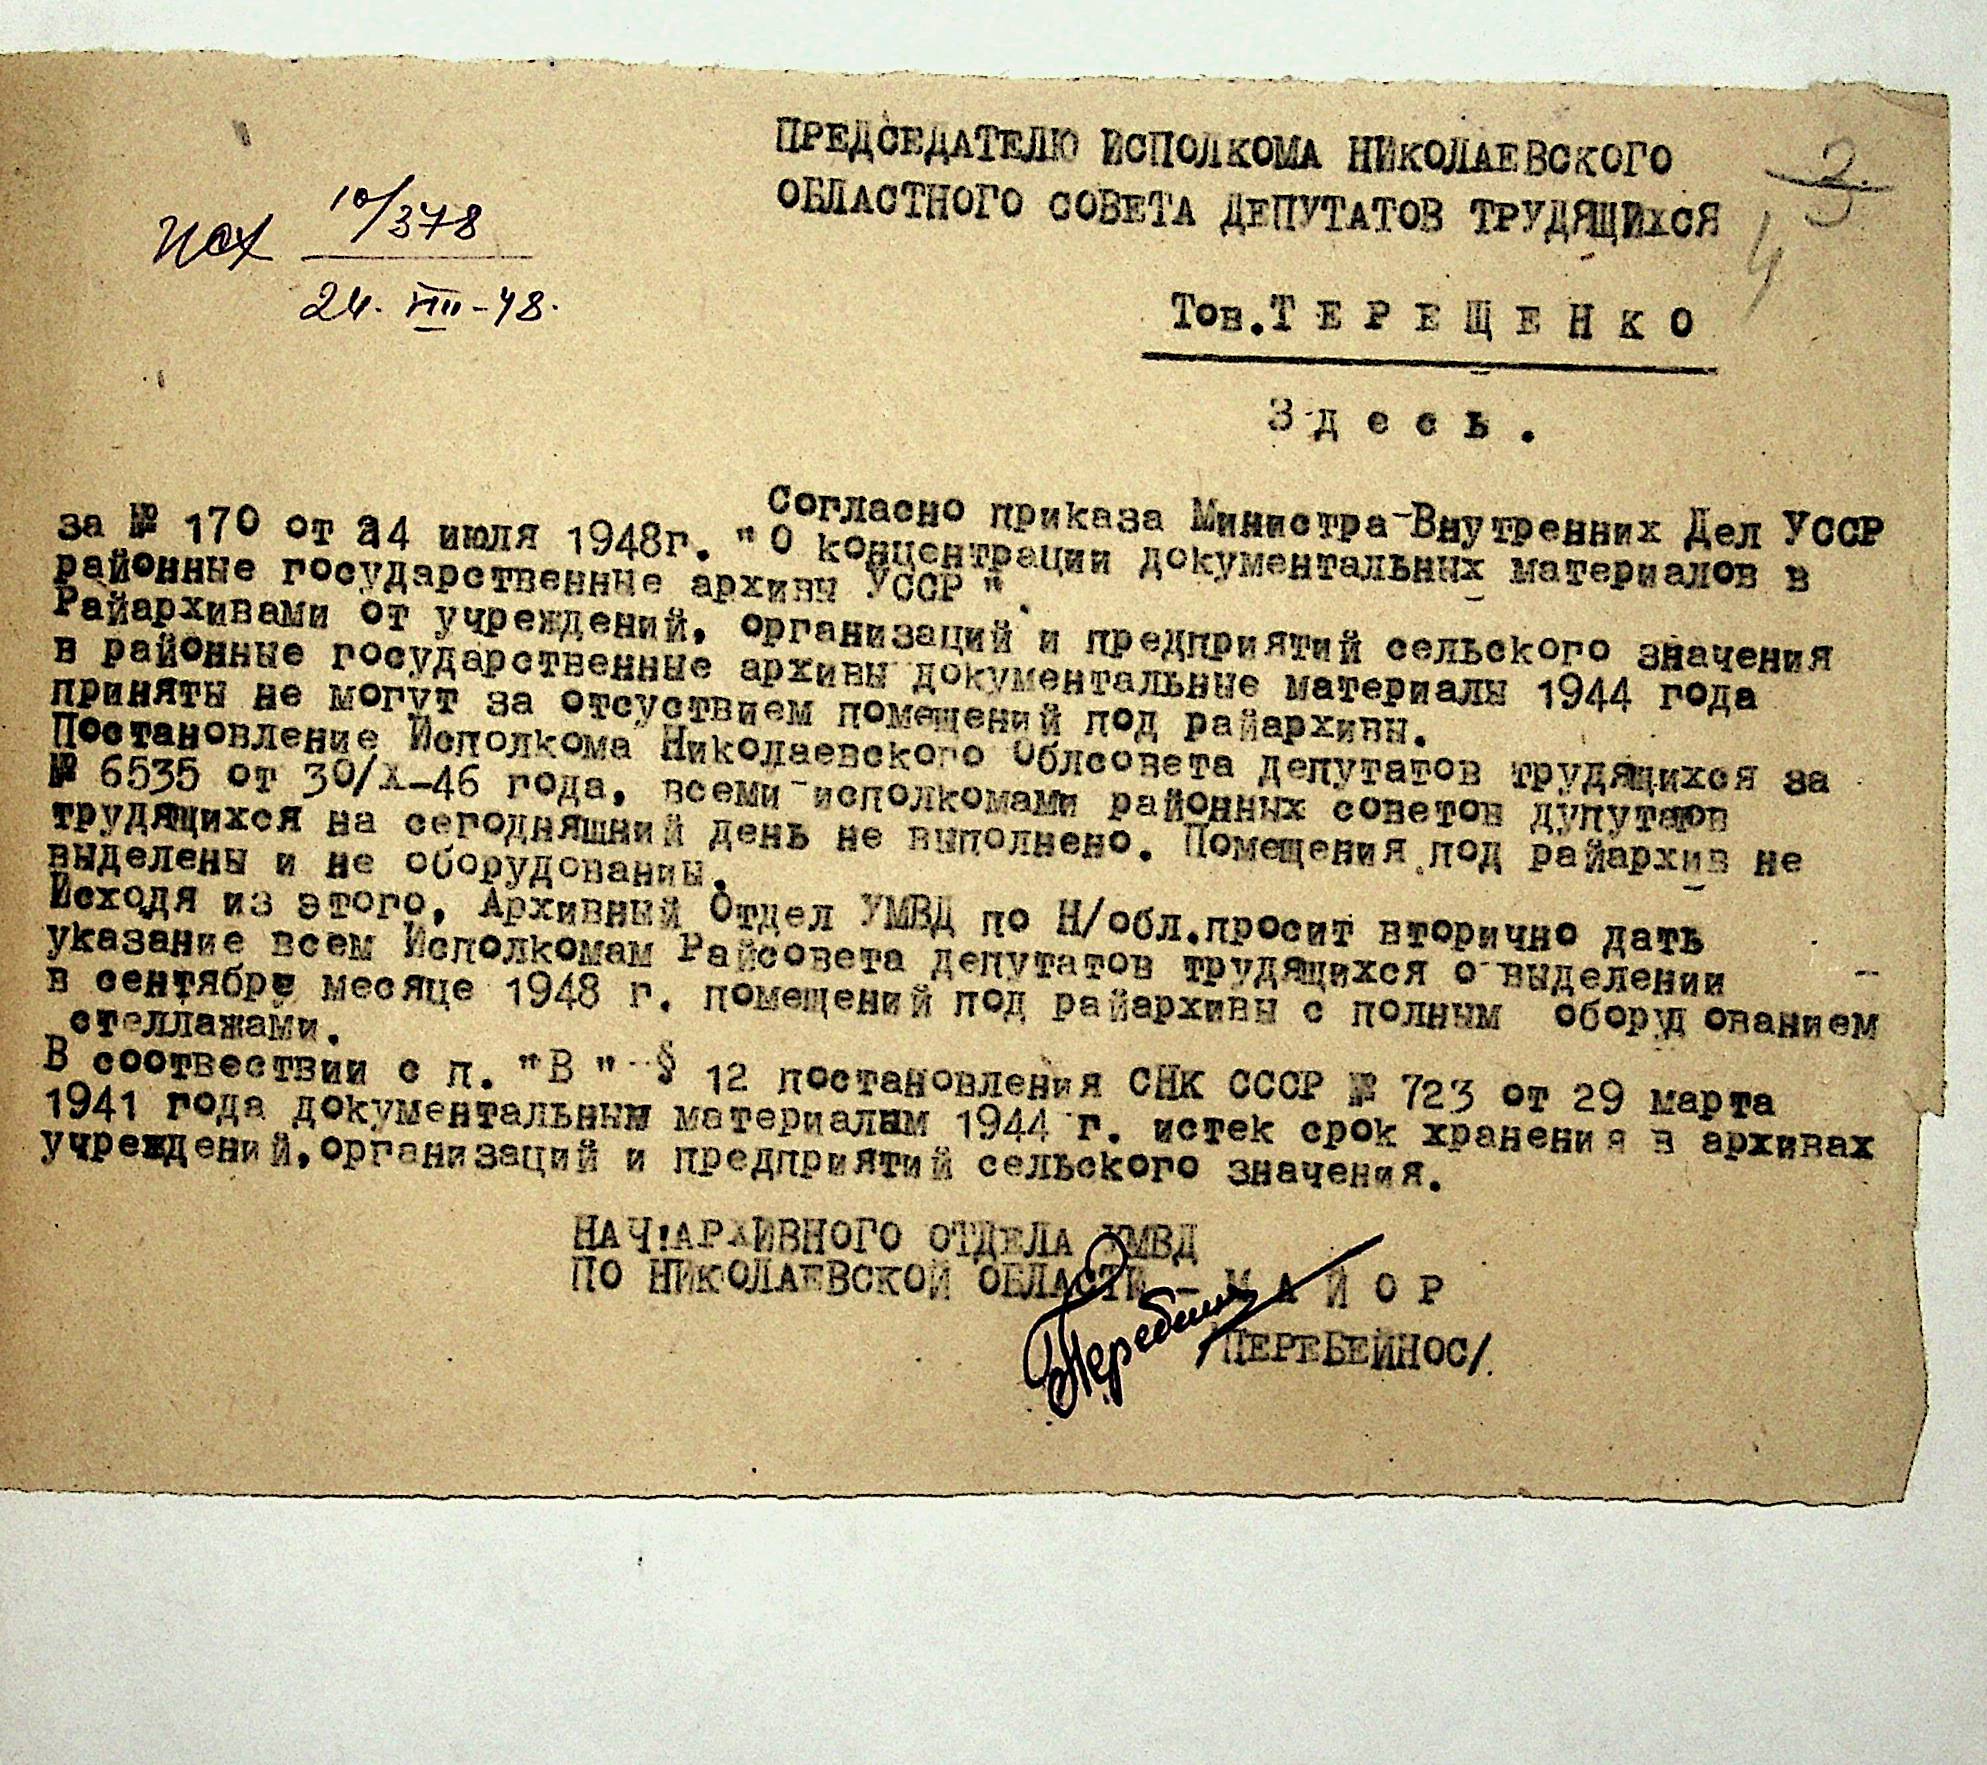 ПРЕДСЕДАТЕЛЮ ИСПОЛКОМА НИКОЛАЕВСКОГО
ОБЛАСТНОГО СОВЕТА ДЕПУТАТОВ ТРУДЯЩИХСЯ
2
3
4
исх 10/378
24. VIII-48.
Тов.Т Е Р Е Щ Е Н К О
З д е с ь .
Согласно приказа Министра Внутренних Дел УССР
за № 170 от 24 июля 1948г. "О концентрации документальных материалов в
районные государственные архивы УССР".
Райархивами от учреждений, организаций и предприятий сельского значения
в районные государственные архивы документальные материалы 1944 года
приняты не могут за отсуствием помещений под райархивы.
Постановление Исполкома Николаевского Облсовета депутатов трудящихся за
№ 6535 от 30/X-46 года, всеми исполкомами районных советов дупутатов
трудящихся на сегодняшний день не выполнено. Помещения под райархив не
выделены и не оборудованиы.
Исходя из этого, Архивный Отдел УМВД по Н/обл.просит вторично дать
указание всем Исполкомам Райсовета депутатов трудящихся о выделении
в сентябре месяце 1948 г. помещений под райархивы с полным оборудованием
стеллажами.
В соотвествии с п. "В" § 12 постановления СНК СССР № 723 от 29 марта
1941 года документальным материалам 1944 г. истек срок хранения в архивах
учреждений,организаций и предприятий сельского значения.
НАЧ!АРХИВНОГО ОТДЕЛА УМВД
ПО НИКОЛАЕВСКОЙ ОБЛАСТИ - М А Й О Р
/ПЕРЕБЕЙНОС/.